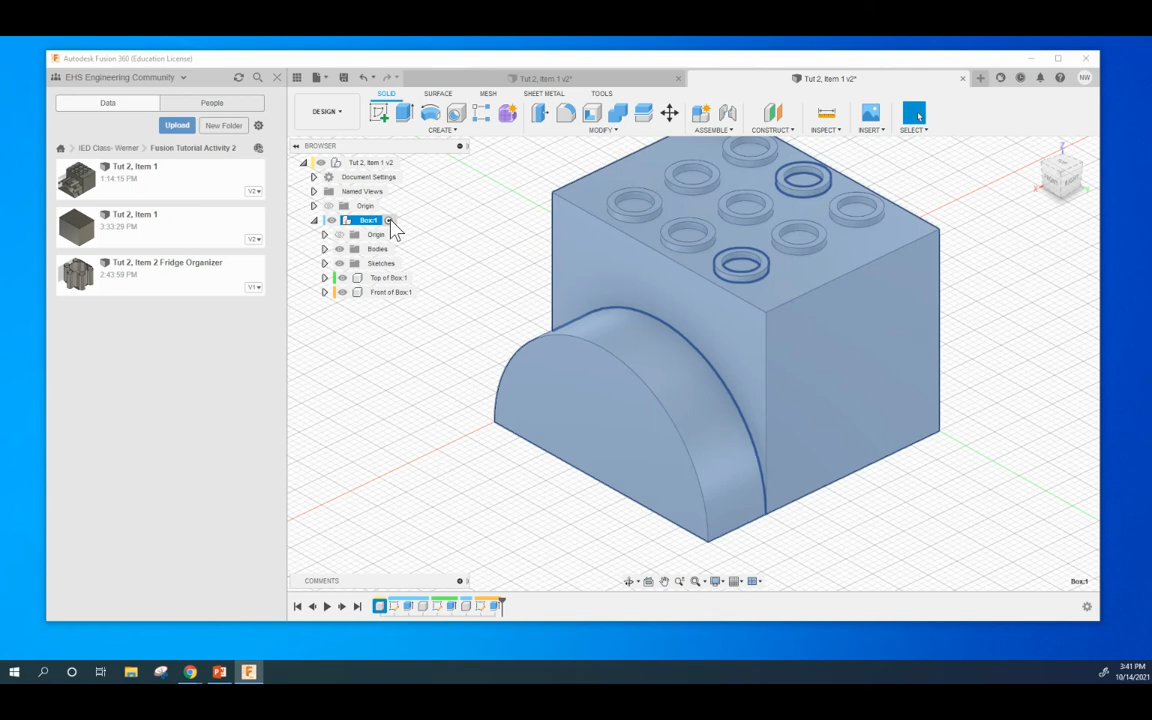 Autodesk Fusion 360 (Education License)
EHS Engineering Community
Tut 2, Item 1 v2*
Tut 2, Item 1 v2*
NW
Data
People
Upload
New Folder
IED Class- Werner
Fusion Tutorial Activity 2
Tut 2, Item 1
1:14:15 PM
V2
Tut 2, Item 1
3:33:29 PM
V2
Tut 2, Item 2 Fridge Organizer
2:43:59 PM
V1
DESIGN
SOLID
SURFACE
MESH
SHEET METAL
TOOLS
CREATE
MODIFY
ASSEMBLE
CONSTRUCT
INSPECT
INSERT
SELECT
BROWSER
Tut 2, Item 1 v2
Document Settings
Named Views
Origin
Box:1
Origin
Bodies
Sketches
Top of Box:1
Front of Box:1
Z
TOP
FRONT
RIGHT
X
COMMENTS
Box:1
3:41 PM
10/14/2021